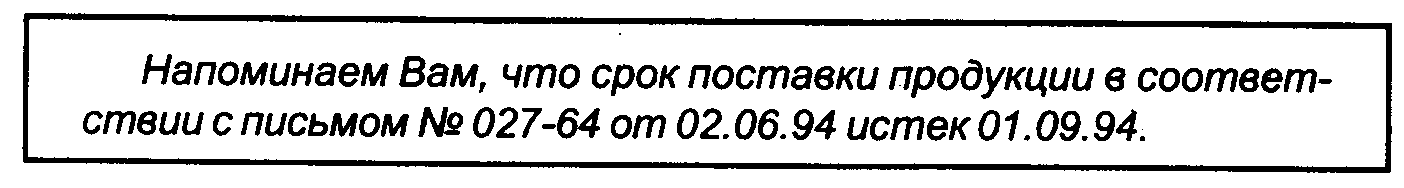 Напоминаем Вам, что срок поставки продукции в соответ-
ствии с письмом № 027-64 от 02.06.94 истек 01.09.94.